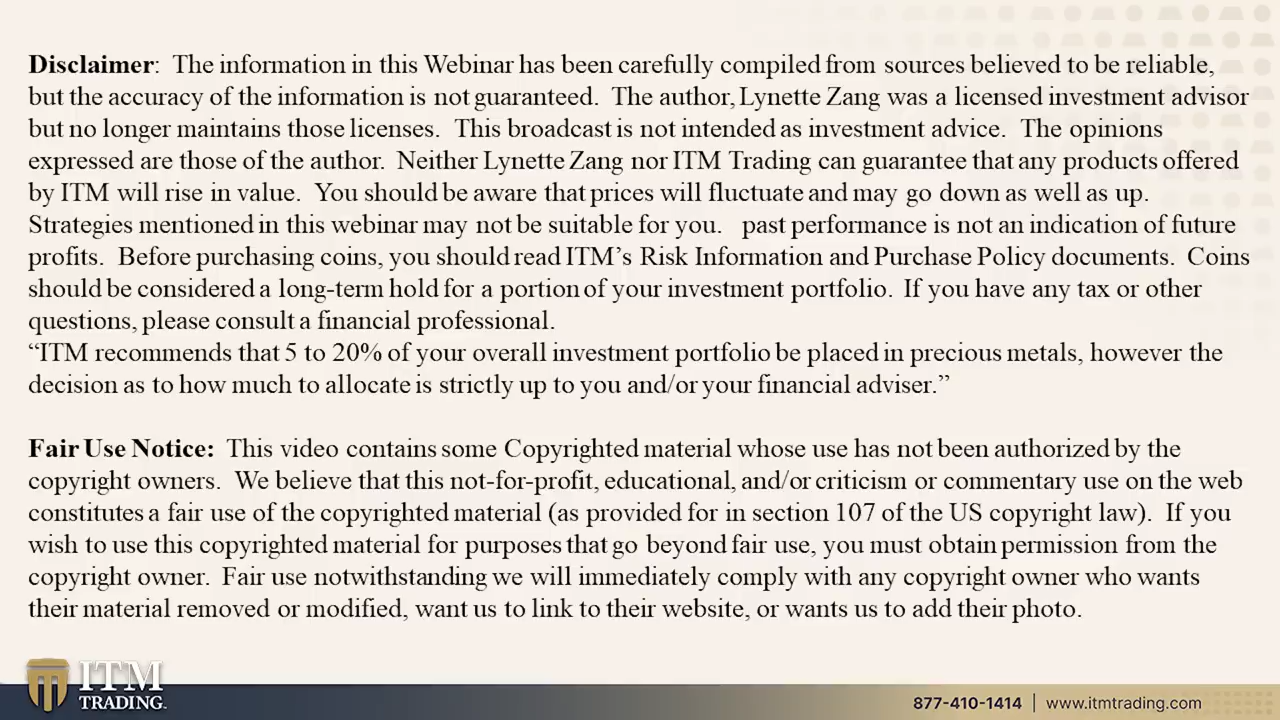 Disclaimer: The information in this Webinar has been carefully compiled from sources believed to be reliable,
but the accuracy of the information is not guaranteed. The author, Lynette Zang was a licensed investment advisor
but no longer maintains those licenses. This broadcast is not intended as investment advice. The opinions
expressed are those of the author. Neither Lynette Zang nor ITM Trading can guarantee that any products offered
by ITM will rise in value. You should be aware that prices will fluctuate and may go down as well as up.
Strategies mentioned in this webinar may not be suitable for you. past performance is not an indication of future
profits. Before purchasing coins, you should read ITM's Risk Information and Purchase Policy documents. Coins
should be considered a long-term hold for a portion of your investment portfolio. If you have any tax or other
questions, please consult a financial professional.
“ITM recommends that 5 to 20% of your overall investment portfolio be placed in precious metals, however the
decision as to how much to allocate is strictly up to you and/or your financial adviser.”
Fair Use Notice: This video contains some Copyrighted material whose use has not been authorized by the
copyright owners. We believe that this not-for-profit, educational, and/or criticism or commentary use on the web
constitutes a fair use of the copyrighted material (as provided for in section 107 of the US copyright law). If you
wish to use this copyrighted material for purposes that go beyond fair use, you must obtain permission from the
copyright owner. Fair use notwithstanding we will immediately comply with any copyright owner who wants
their material removed or modified, want us to link to their website, or wants us to add their photo.
ITM
TRADING
877-410-1414 | www.itmtrading.com